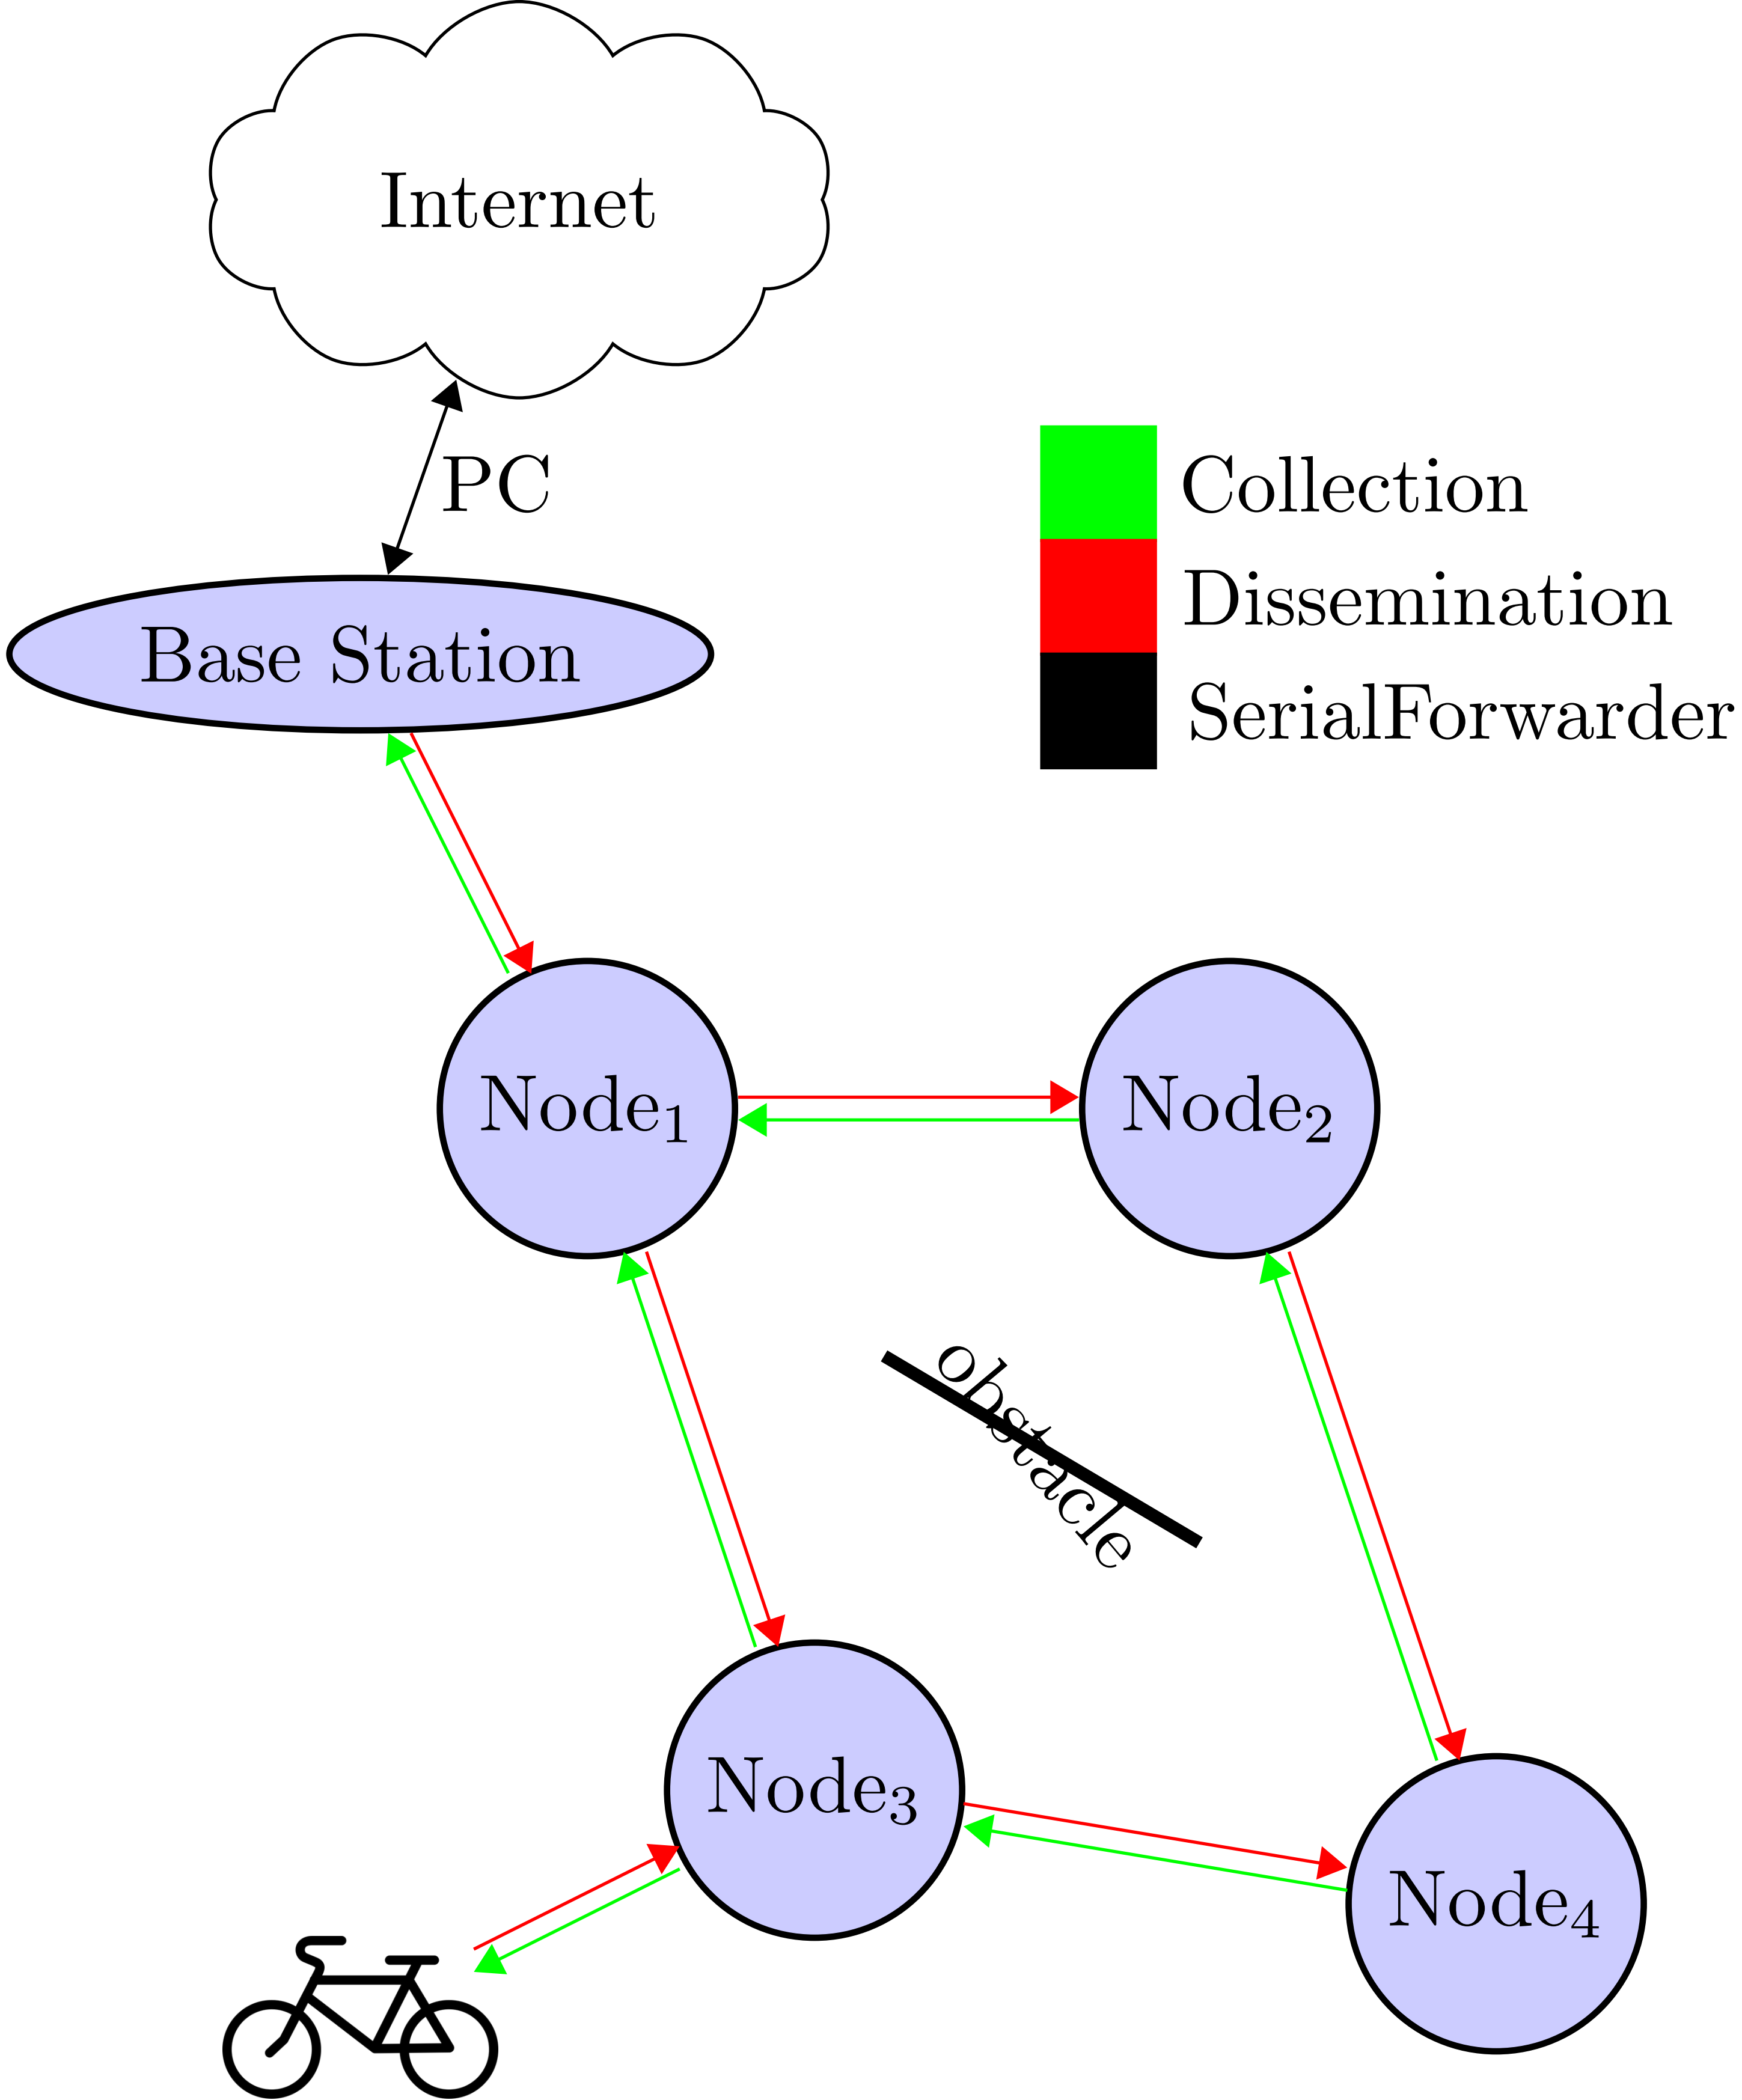 Internet
PC
Collection
Dissemination
SerialForwarder
Base Station
Node1
Node2
obstacle
Node3
Node4